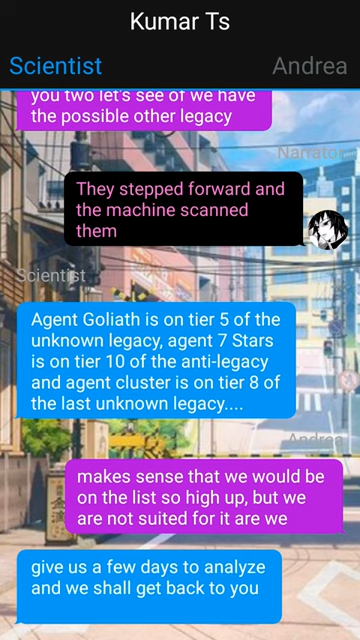 Kumar Ts
Scientist
Andrea
you two let's see of we have
the possible other legacy
Narrator
They stepped forward and
the machine scanned
them
Scientist
Agent Goliath is on tier 5 of the
unknown legacy, agent 7 Stars
is on tier 10 of the anti-legacy
and agent cluster is on tier 8 of
the last unknown legacy....
Andrea
makes sense that we would be
on the list so high up, but we
are not suited for it are we
give us a few days to analyze
and we shall get back to you